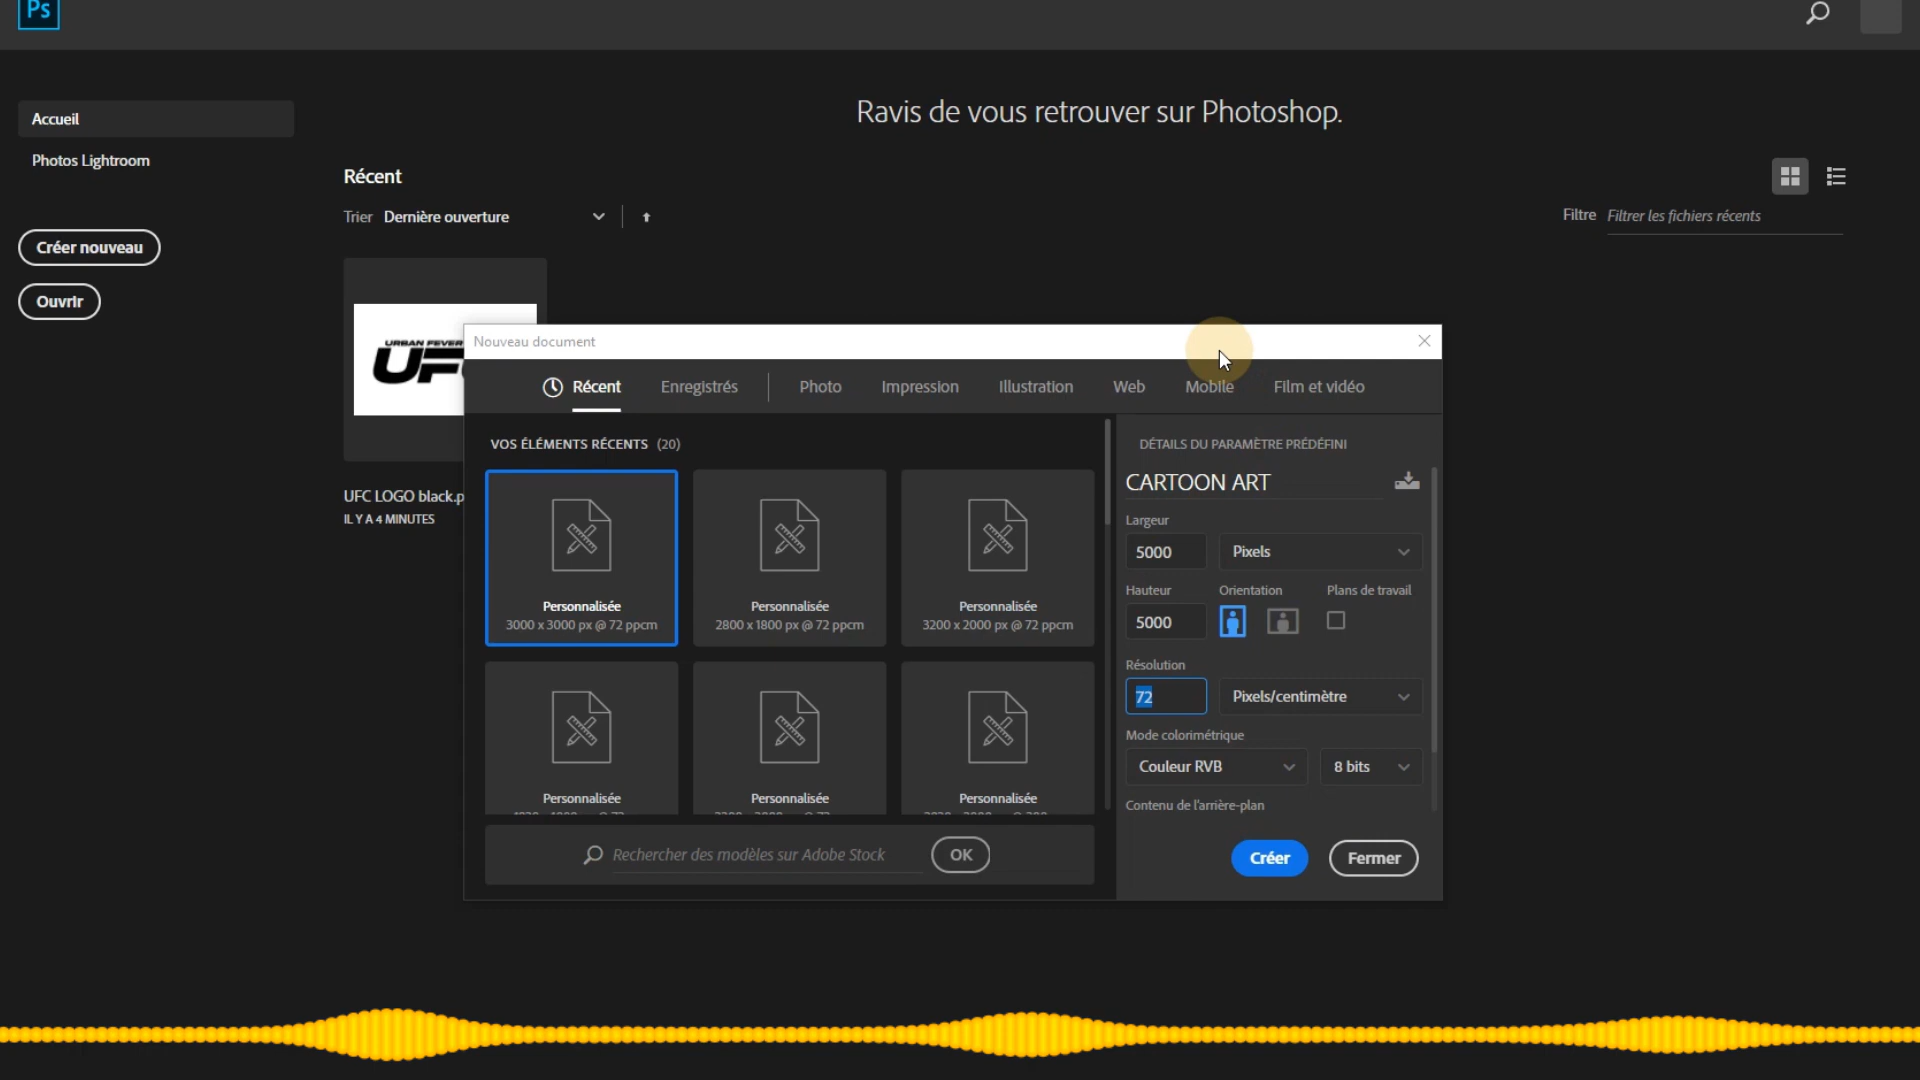 Ps
Ravis de vous retrouver sur Photoshop.
Accueil
Photos Lightroom
Récent
Trier Dernière ouverture
Filtre Filtrer les fichiers récents
Créer nouveau
Ouvrir
URBAN FEVER
UFC LOGO black.p
IL Y A 4 MINUTES
Nouveau document
Récent Enregistrés Photo Impression Illustration Web Mobile Film et vidéo
VOS ÉLÉMENTS RÉCENTS (20)
Personnalisée
3000 x 3000 px @ 72 ppcm
Personnalisée
2800 x 1800 px @ 72 ppcm
Personnalisée
3200 x 2000 px @ 72 ppcm
Personnalisée
Personnalisée
Personnalisée
Rechercher des modèles sur Adobe Stock
OK
DÉTAILS DU PARAMÈTRE PRÉDÉFINI
CARTOON ART
Largeur
5000 Pixels
Hauteur Orientation Plans de travail
5000
Résolution
72 Pixels/centimètre
Mode colorimétrique
Couleur RVB 8 bits
Contenu de l'arrière-plan
Créer Fermer